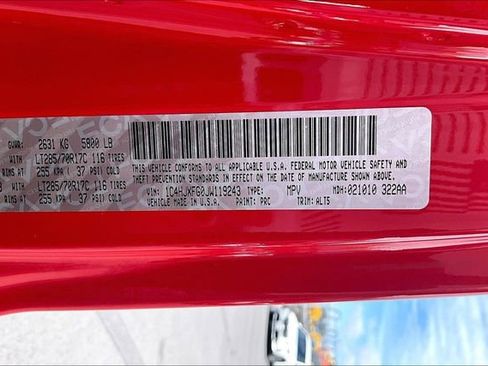 GVWR: 2631 KG 5800 LB
WITH LT285/70R17C 116 TIRES
RIMS AT 255 KPA / 37 PSI COLD
WITH LT285/70R17C 116 TIRES
RIMS AT 255 KPA / 37 PSI COLD
THIS VEHICLE CONFORMS TO ALL APPLICABLE U.S.A. FEDERAL MOTOR VEHICLE SAFETY AND
THEFT PREVENTION STANDARDS IN EFFECT ON THE DATE OF MANUFACTURE SHOWN ABOVE.
VIN: 1C4HJXFG0JW119243 TYPE: MPV MDH:021010 322AA
VEHICLE MADE IN U.S.A. PAINT: PRC TRIM: ALT5